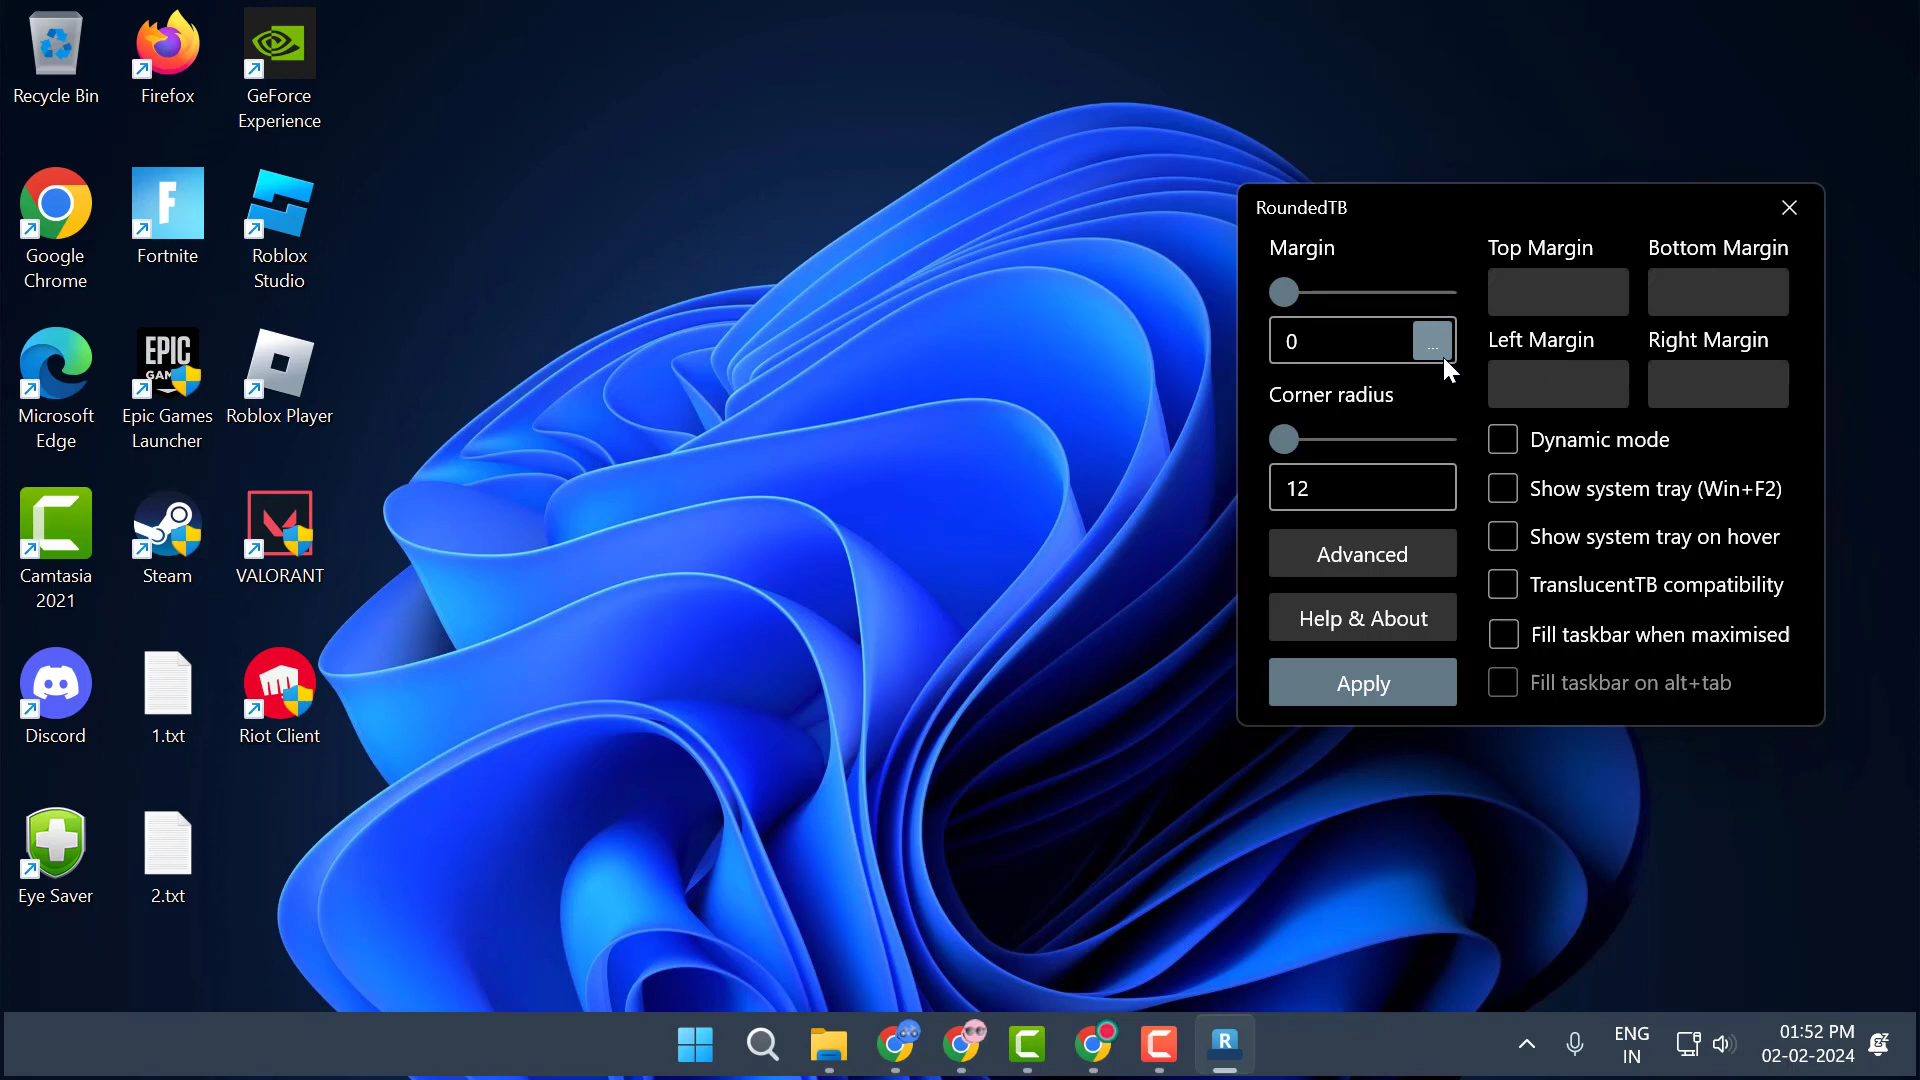 Recycle Bin
Firefox
GeForce
Experience
Google
Chrome
F
Fortnite
Roblox
Studio
Microsoft
Edge
EPIC
GAM
Epic Games
Launcher
Roblox Player
Camtasia
2021
Steam
VALORANT
Discord
1.txt
Riot Client
Eye Saver
2.txt
RoundedTB
Margin
0
...
Corner radius
12
Advanced
Help & About
Apply
Top Margin
Bottom Margin
Left Margin
Right Margin
Dynamic mode
Show system tray (Win+F2)
Show system tray on hover
TranslucentTB compatibility
Fill taskbar when maximised
Fill taskbar on alt+tab
R
ENG
IN
01:52 PM
02-02-2024